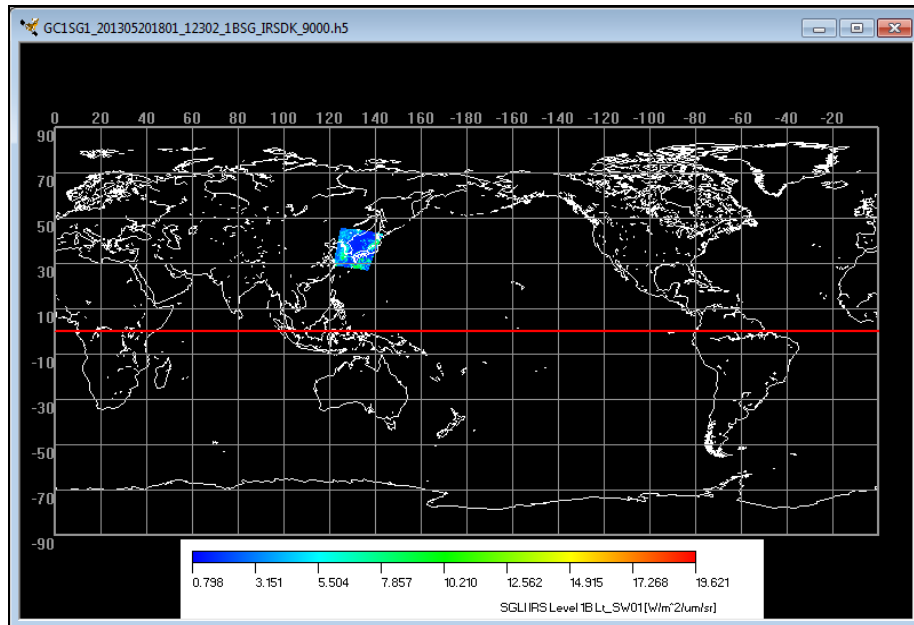 GC1SG1_201305201801_12302_1BSG_IRSDK_9000.h5
0 20 40 60 80 100 120 140 160 -180 -160 -140 -120 -100 -80 -60 -40 -20
90
70
50
30
10
-10
-30
-50
-70
-90
0.798 3.151 5.504 7.857 10.210 12.562 14.915 17.268 19.621
SGLI IRS Level 1B Lt_SW01[W/m^2/um/sr]